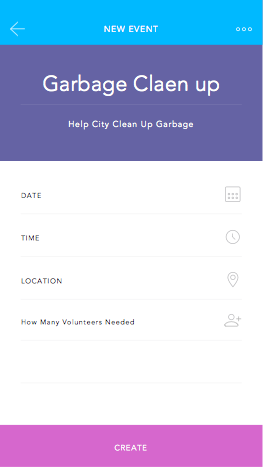 NEW EVENT
Garbage Claen up
Help City Clean Up Garbage
DATE
TIME
LOCATION
How Many Volunteers Needed
CREATE